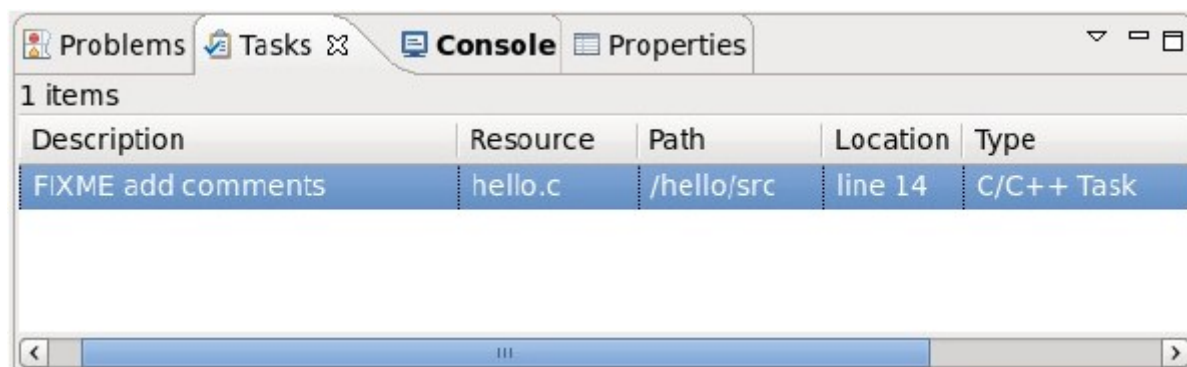 Problems Tasks Console Properties
1 items
Description Resource Path Location Type
FIXME add comments hello.c /hello/src line 14 C/C++ Task